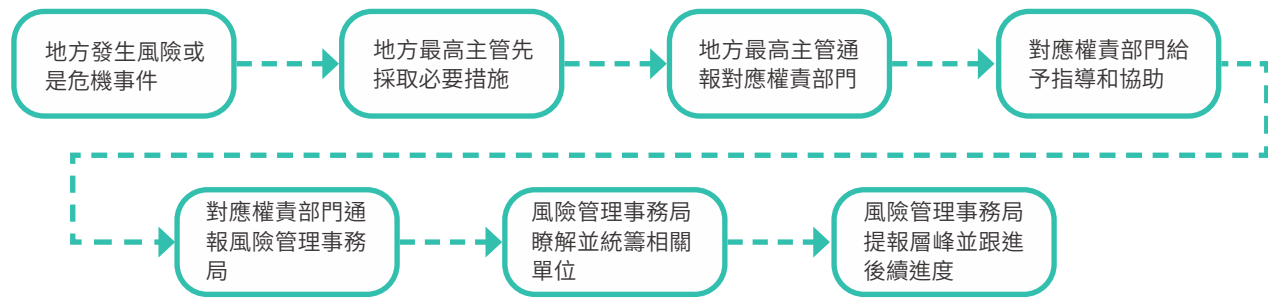 地方發生風險或
是危機事件
地方最高主管先
採取必要措施
地方最高主管通
報對應權責部門
對應權責部門給
予指導和協助
對應權責部門通
報風險管理事務
局
風險管理事務局
瞭解並統籌相關
單位
風險管理事務局
提報層峰並跟進
後續進度